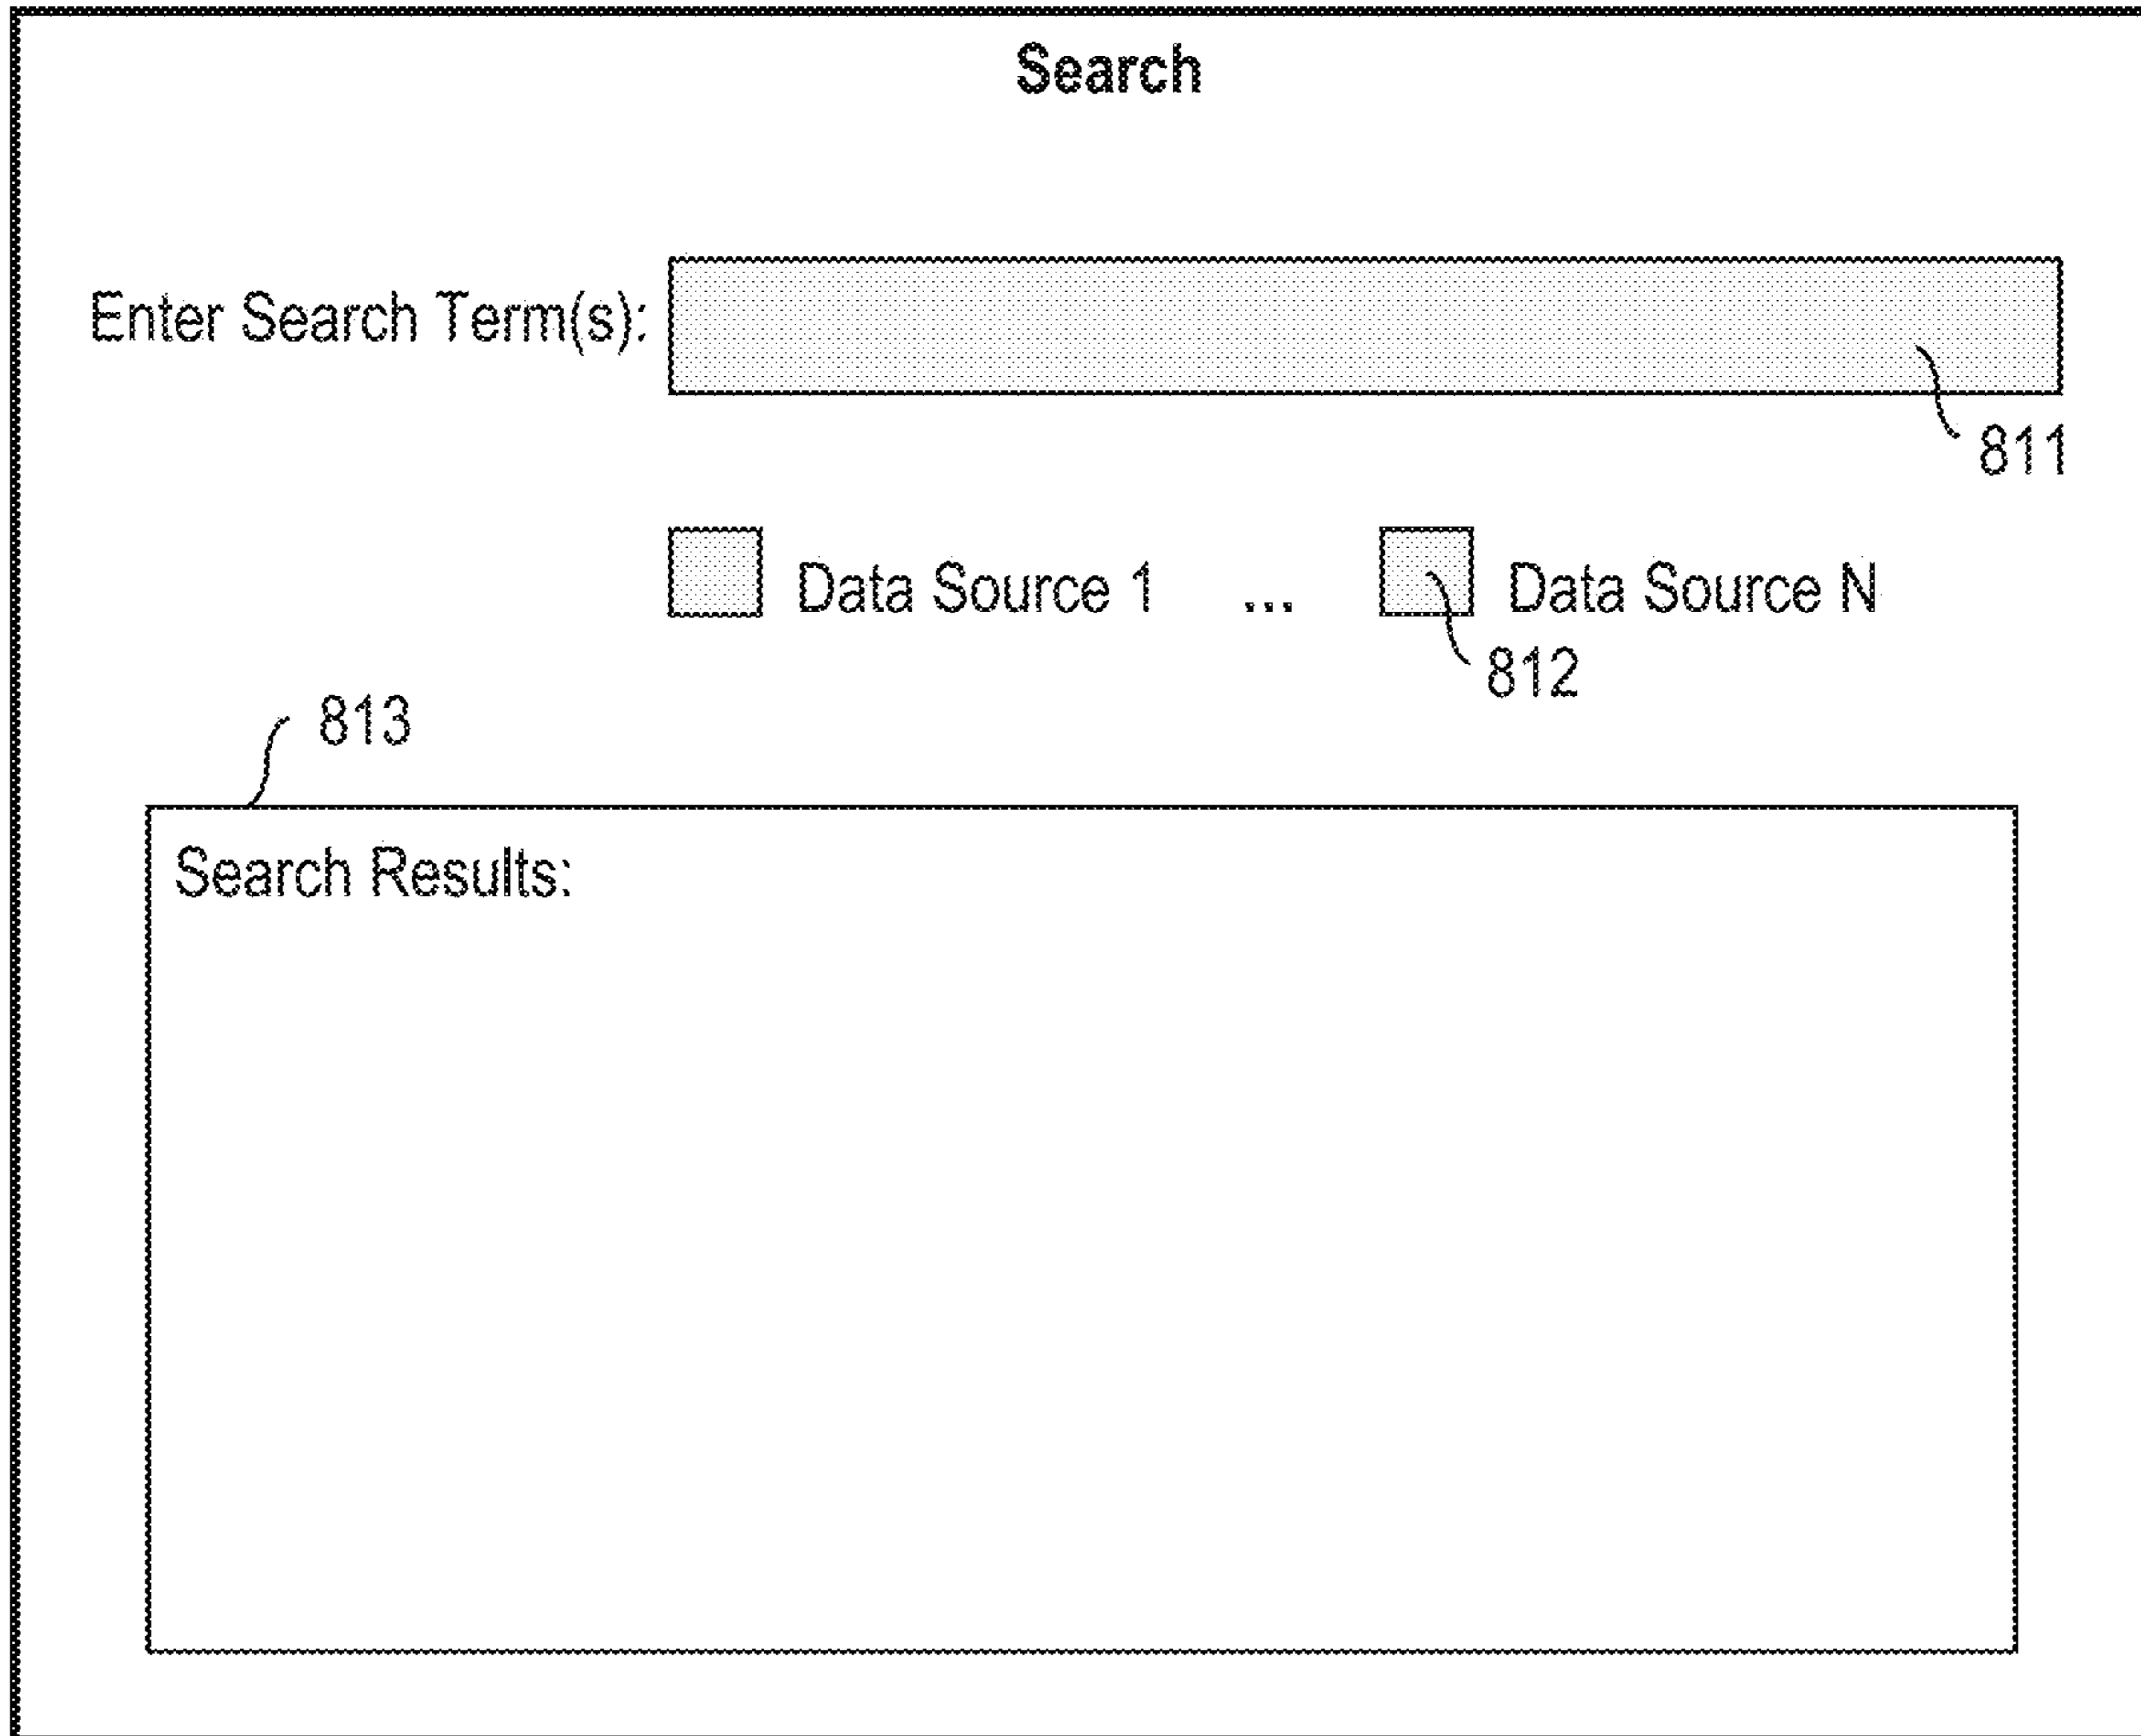 Search
Enter Search Term(s):
811
Data Source 1 ... Data Source N
812
813
Search Results: